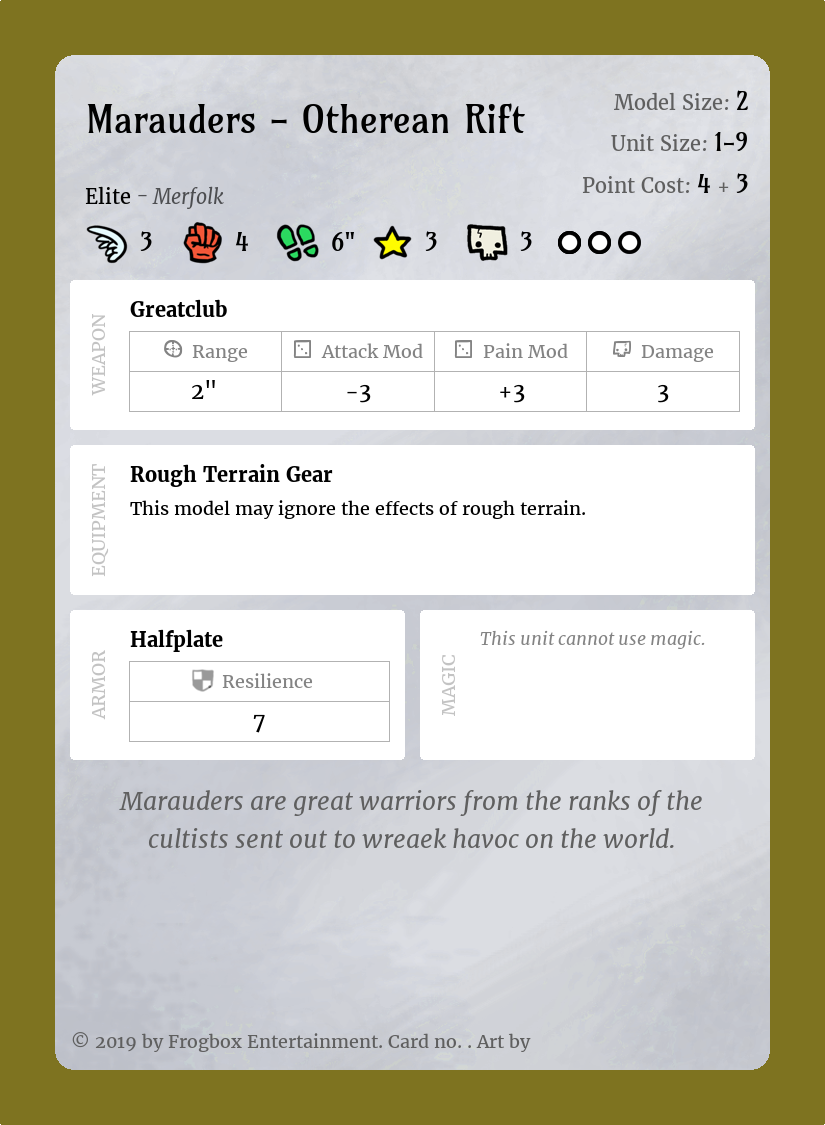 Marauders – Otherean Rift
Model Size: 2
Unit Size: 1–9
Point Cost: 4 + 3
Elite – Merfolk
3 4 6" 3 3
WEAPON
Greatclub
Range Attack Mod Pain Mod Damage
2" -3 +3 3
EQUIPMENT
Rough Terrain Gear
This model may ignore the effects of rough terrain.
ARMOR
Halfplate
Resilience
7
MAGIC
This unit cannot use magic.
Marauders are great warriors from the ranks of the
cultists sent out to wreaek havoc on the world.
© 2019 by Frogbox Entertainment. Card no. . Art by